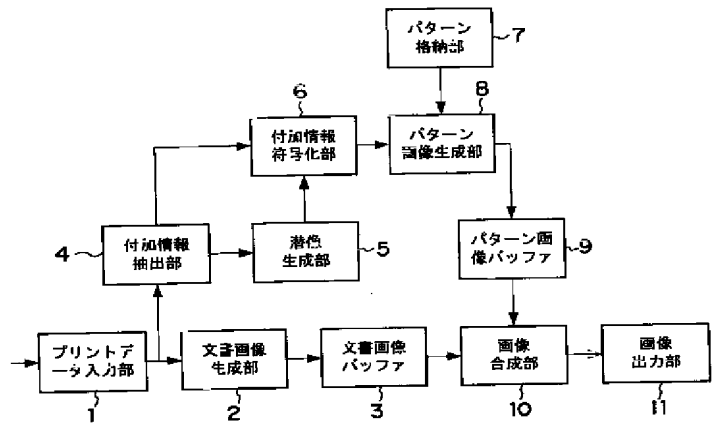 パターン
格納部
7
6
8
付加情報
符号化部
パターン
画像生成部
4
付加情報
抽出部
潜像
生成部
5
パターン画
像バッファ
9
プリントデ
ータ入力部
文書画像
生成部
文書画像
バッファ
画像
合成部
画像
出力部
1
2
3
10
11